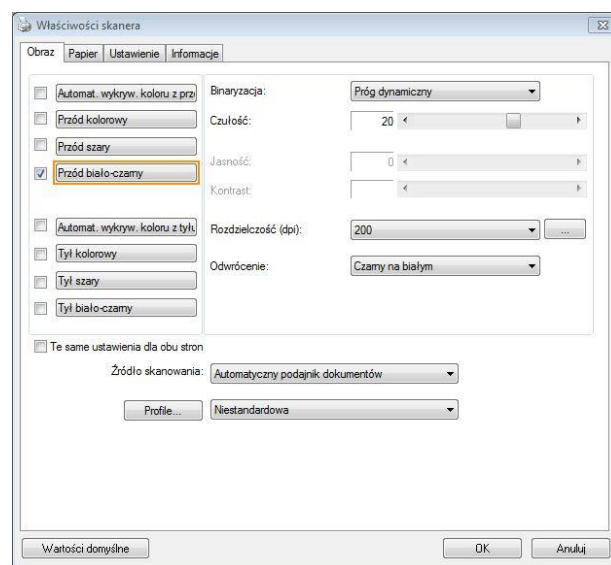 Właściwości skanera
Obraz Papier Ustawienie Informacje
Automat. wykryw. koloru z prz
Przód kolorowy
Przód szary
Przód biało-czarny
Automat. wykryw. koloru z tyłu
Tył kolorowy
Tył szary
Tył biało-czarny
Binaryzacja: Próg dynamiczny
Czułość: 20
Jasność: 0
Kontrast:
Rozdzielczość (dpi): 200 ...
Odwrócenie: Czarny na białym
Te same ustawienia dla obu stron
Źródło skanowania: Automatyczny podajnik dokumentów
Profile... Niestandardowa
Wartości domyślne OK Anuluj